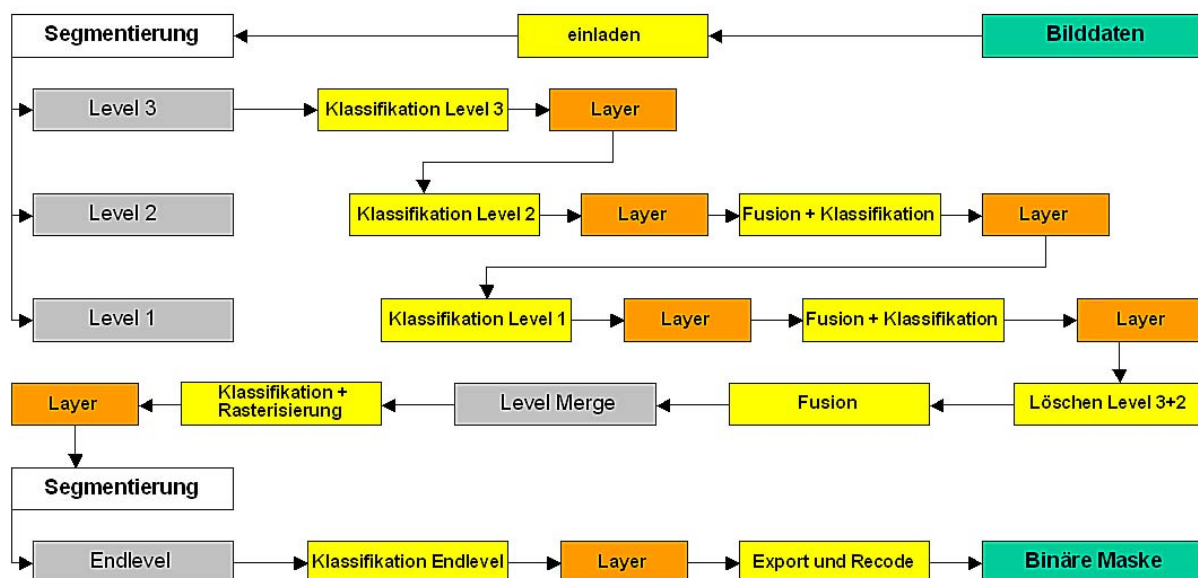 Segmentierung
einladen
Bilddaten
Level 3
Klassifikation Level 3
Layer
Level 2
Klassifikation Level 2
Layer
Fusion + Klassifikation
Layer
Level 1
Klassifikation Level 1
Layer
Fusion + Klassifikation
Layer
Layer
Klassifikation +
Rasterisierung
Level Merge
Fusion
Löschen Level 3+2
Segmentierung
Endlevel
Klassifikation Endlevel
Layer
Export und Recode
Binäre Maske